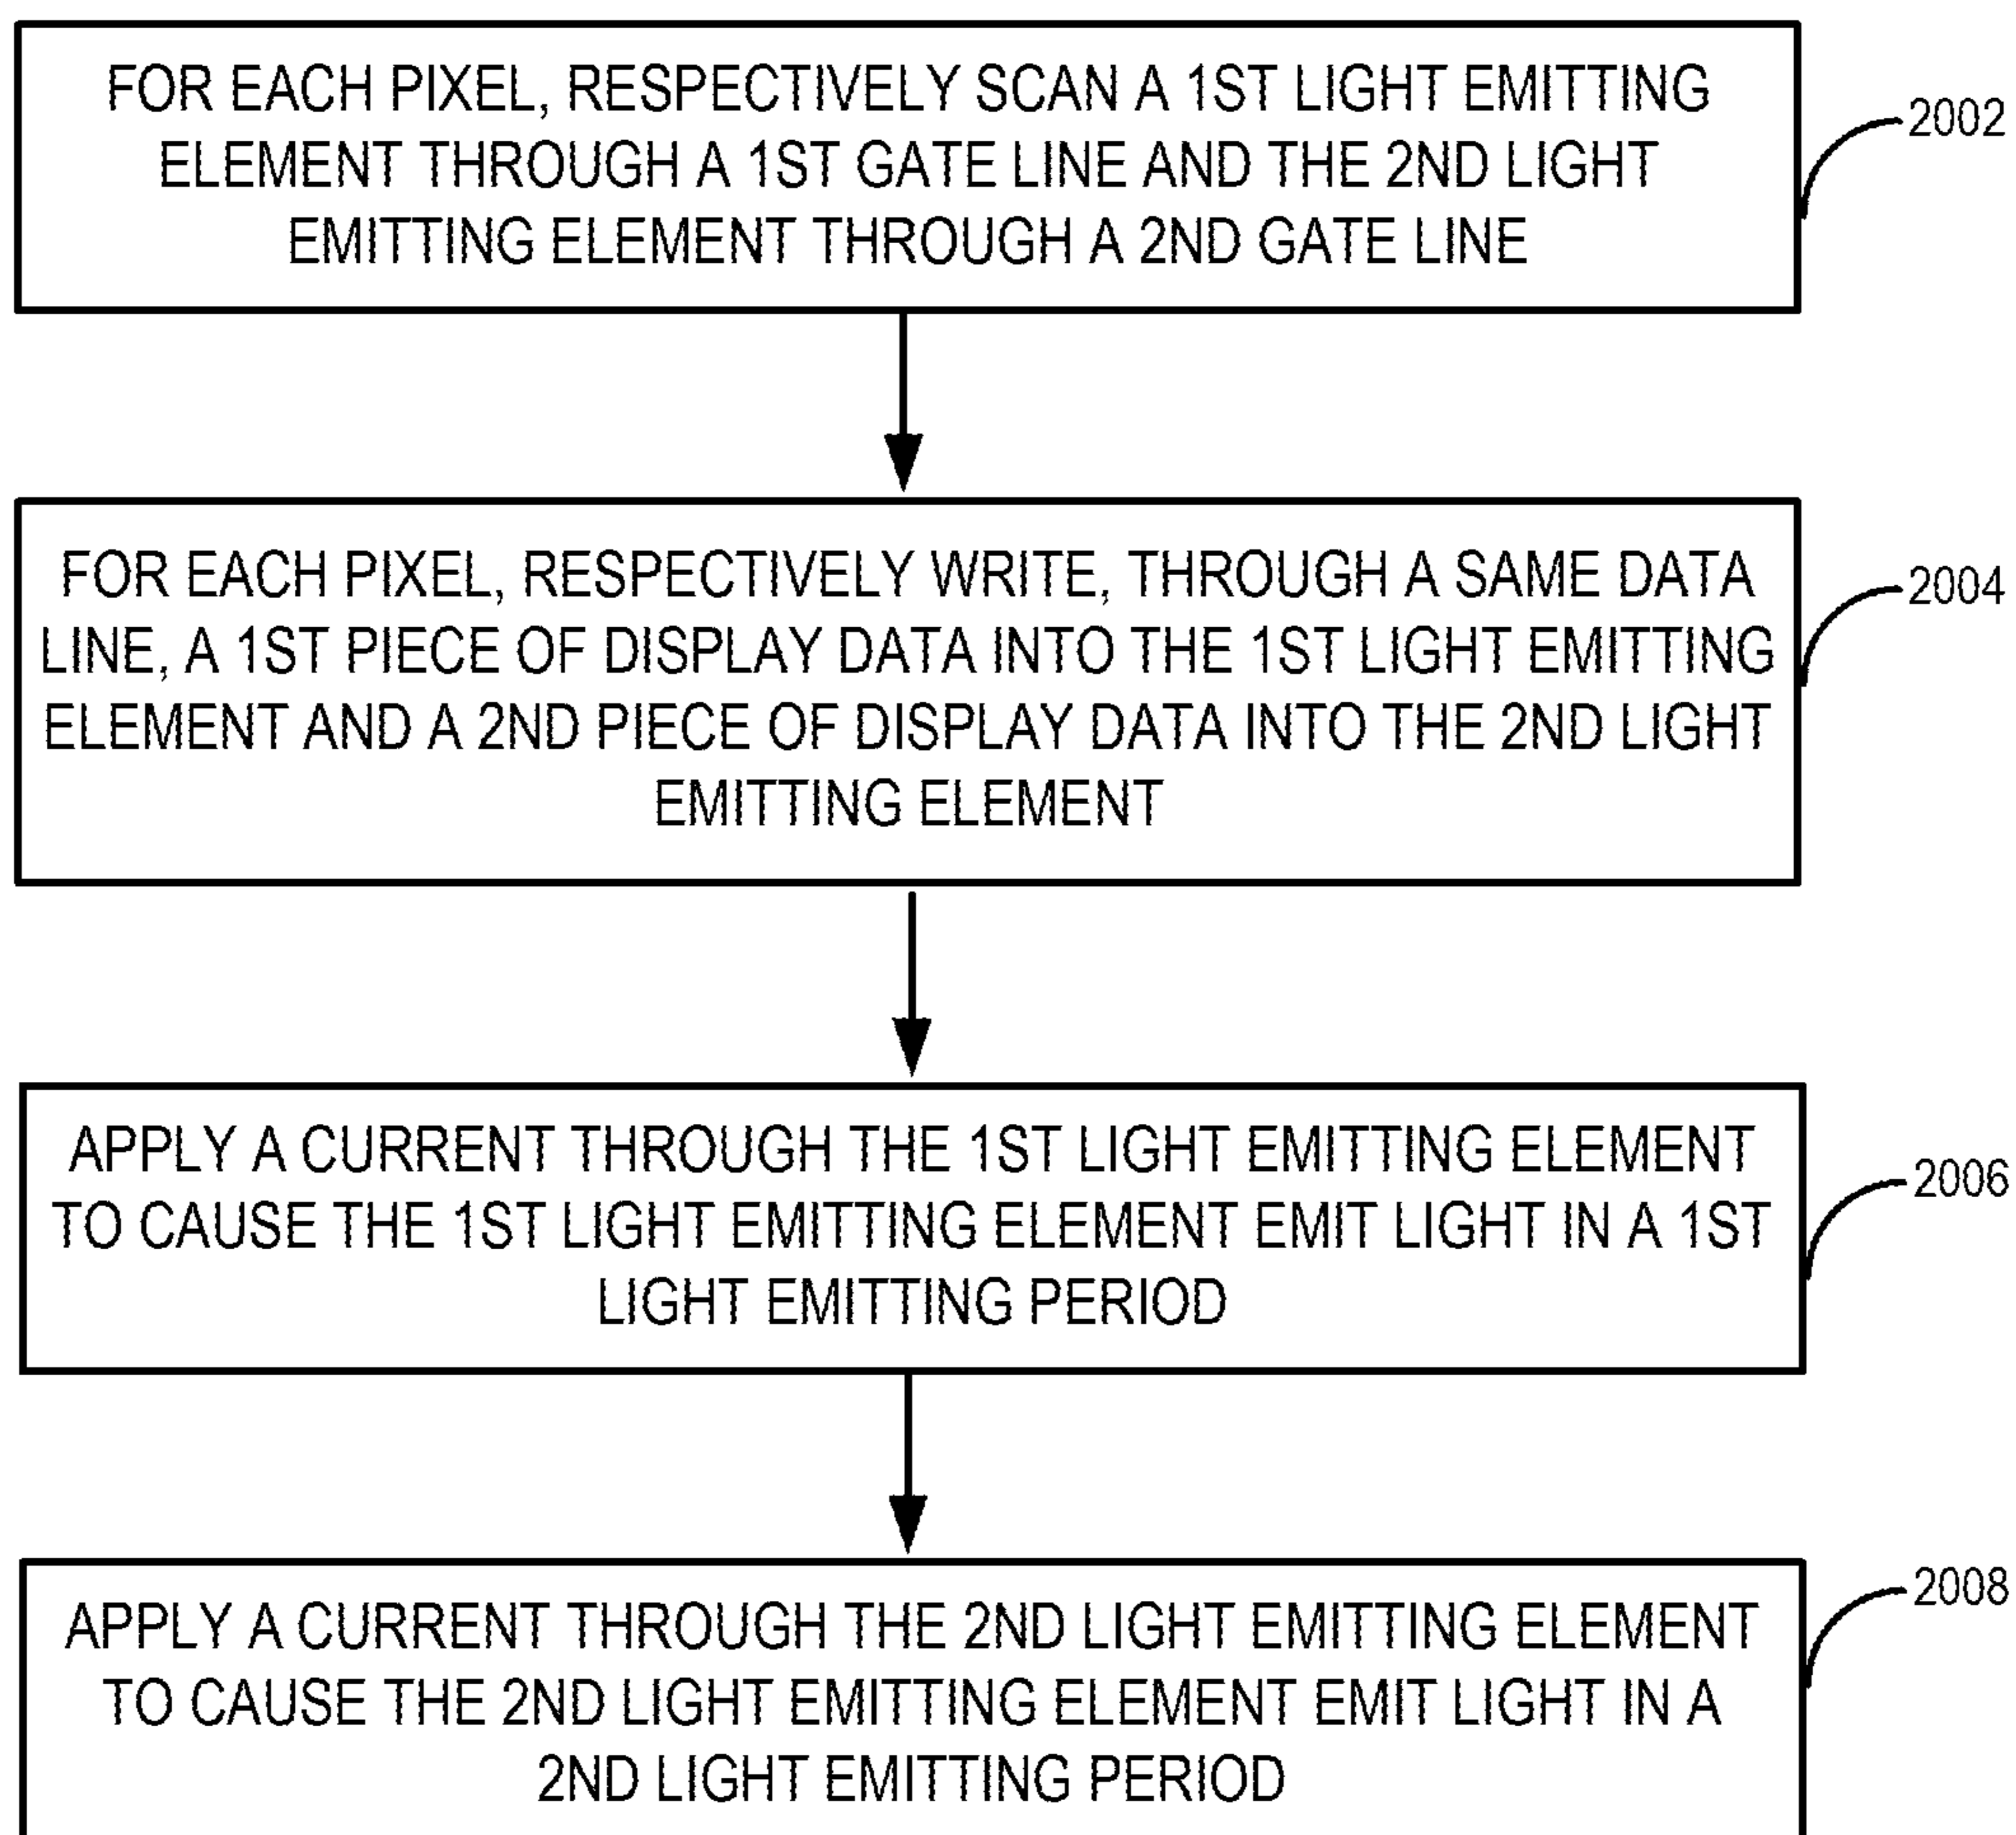 FOR EACH PIXEL, RESPECTIVELY SCAN A 1ST LIGHT EMITTING
ELEMENT THROUGH A 1ST GATE LINE AND THE 2ND LIGHT
EMITTING ELEMENT THROUGH A 2ND GATE LINE
2002
FOR EACH PIXEL, RESPECTIVELY WRITE, THROUGH A SAME DATA
LINE, A 1ST PIECE OF DISPLAY DATA INTO THE 1ST LIGHT EMITTING
ELEMENT AND A 2ND PIECE OF DISPLAY DATA INTO THE 2ND LIGHT
EMITTING ELEMENT
2004
APPLY A CURRENT THROUGH THE 1ST LIGHT EMITTING ELEMENT
TO CAUSE THE 1ST LIGHT EMITTING ELEMENT EMIT LIGHT IN A 1ST
LIGHT EMITTING PERIOD
2006
APPLY A CURRENT THROUGH THE 2ND LIGHT EMITTING ELEMENT
TO CAUSE THE 2ND LIGHT EMITTING ELEMENT EMIT LIGHT IN A
2ND LIGHT EMITTING PERIOD
2008